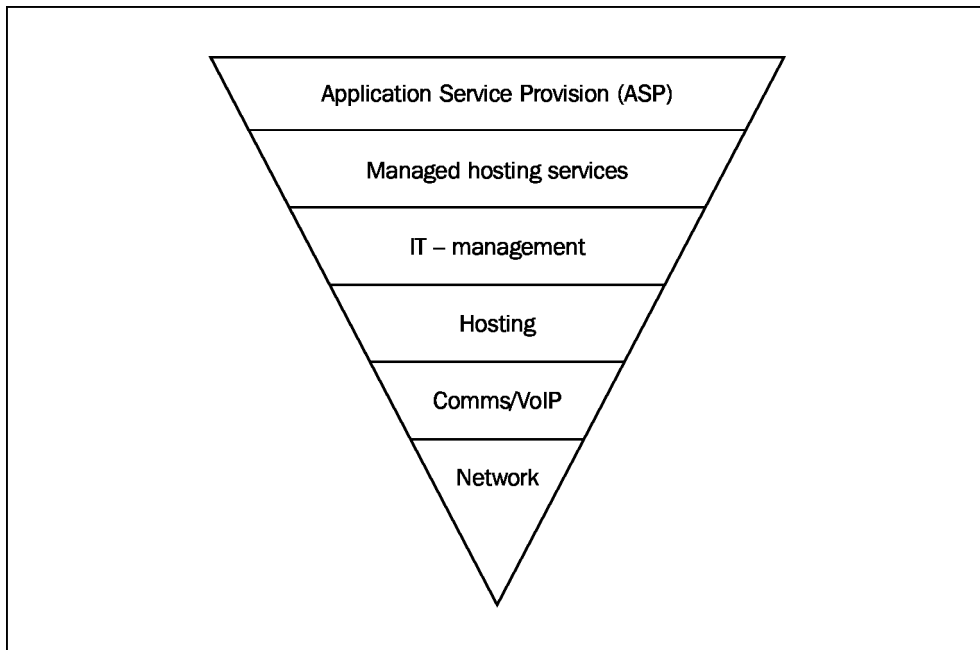 Application Service Provision (ASP)
Managed hosting services
IT – management
Hosting
Comms/VoIP
Network